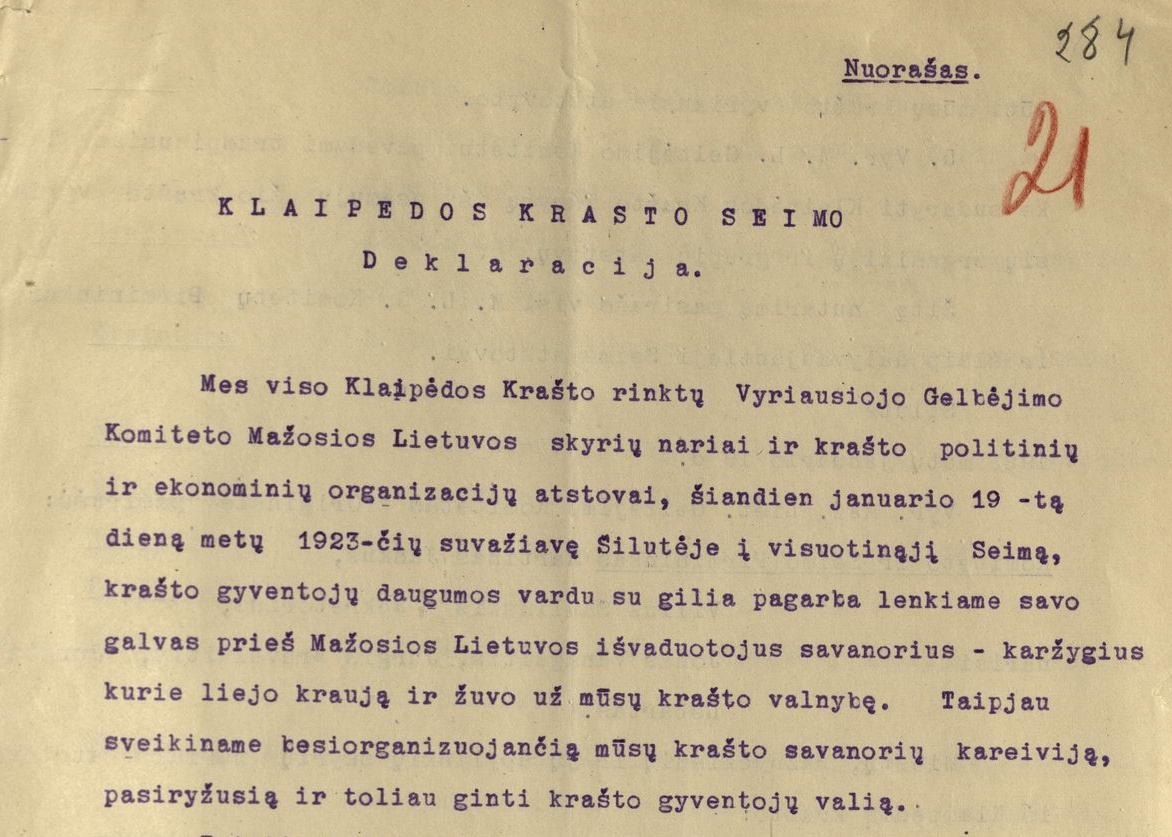 284
Nuorašas.
21
KLAIPEDOS KRASTO SEIMO
Deklaracija.
Mes viso Klaipėdos Krašto rinktų Vyriausiojo Gelbėjimo
Komiteto Mažosios Lietuvos skyrių nariai ir krašto politinių
ir ekonominių organizacijų atstovai, šiandien januario 19 -tą
dieną metų 1923-čių suvažiavę Šilutėje į visuotinąjį Seimą,
krašto gyventojų daugumos vardu su gilia pagarba lenkiame savo
galvas prieš Mažosios Lietuvos išvaduotojus savanorius - karžygius
kurie liejo kraują ir žuvo už mūsų krašto valnybę. Taipjau
sveikiname besiorganizuojančią mūsų krašto savanorių kareiviją,
pasiryžusią ir toliau ginti krašto gyventojų valią.